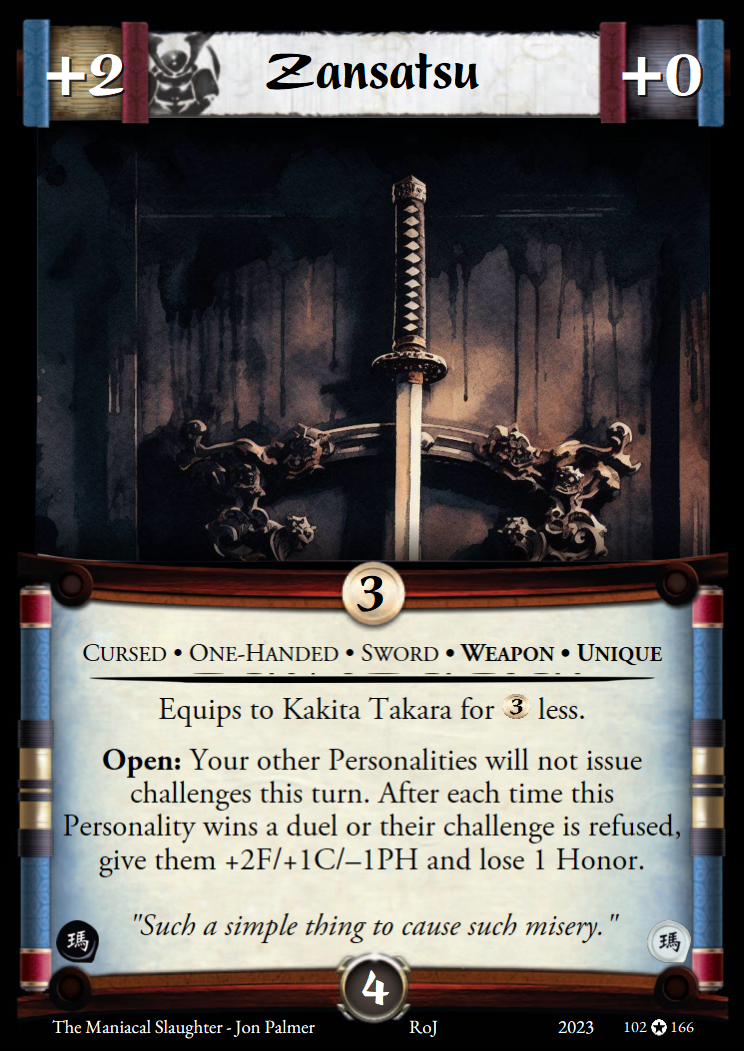 +2 Zansatsu +0
3
CURSED • ONE-HANDED • SWORD • WEAPON • UNIQUE
Equips to Kakita Takara for 3 less.
Open: Your other Personalities will not issue
challenges this turn. After each time this
Personality wins a duel or their challenge is refused,
give them +2F/+1C/–1PH and lose 1 Honor.
"Such a simple thing to cause such misery."
瑪 瑪
4
The Maniacal Slaughter - Jon Palmer RoJ 2023 102 166